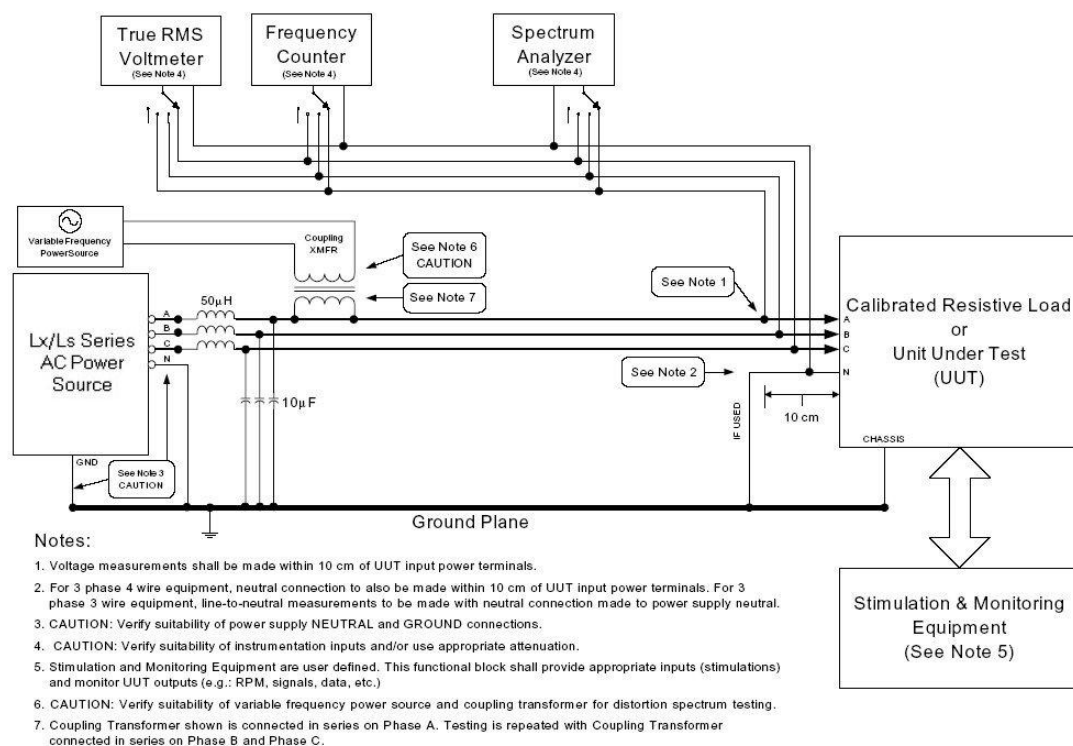 True RMS
Voltmeter
(See Note 4)
Frequency
Counter
(See Note 4)
Spectrum
Analyzer
(See Note 4)
Variable Frequency
PowerSource
Coupling
XMFR
See Note 6
CAUTION
See Note 7
See Note 1
50µH
A
B
C
N
Lx/Ls Series
AC Power
Source
A
B
C
N
Calibrated Resistive Load
or
Unit Under Test
(UUT)
See Note 2
10µF
10 cm
IF USED
CHASSIS
GND
See Note 3
CAUTION
Ground Plane
Stimulation & Monitoring
Equipment
(See Note 5)
Notes:
1. Voltage measurements shall be made within 10 cm of UUT input power terminals.
2. For 3 phase 4 wire equipment, neutral connection to also be made within 10 cm of UUT input power terminals. For 3
phase 3 wire equipment, line-to-neutral measurements to be made with neutral connection made to power supply neutral.
3. CAUTION: Verify suitability of power supply NEUTRAL and GROUND connections.
4. CAUTION: Verify suitability of instrumentation inputs and/or use appropriate attenuation.
5. Stimulation and Monitoring Equipment are user defined. This functional block shall provide appropriate inputs (stimulations)
and monitor UUT outputs (e.g.: RPM, signals, data, etc.)
6. CAUTION: Verify suitability of variable frequency power source and coupling transformer for distortion spectrum testing.
7. Coupling Transformer shown is connected in series on Phase A. Testing is repeated with Coupling Transformer
connected in series on Phase B and Phase C.